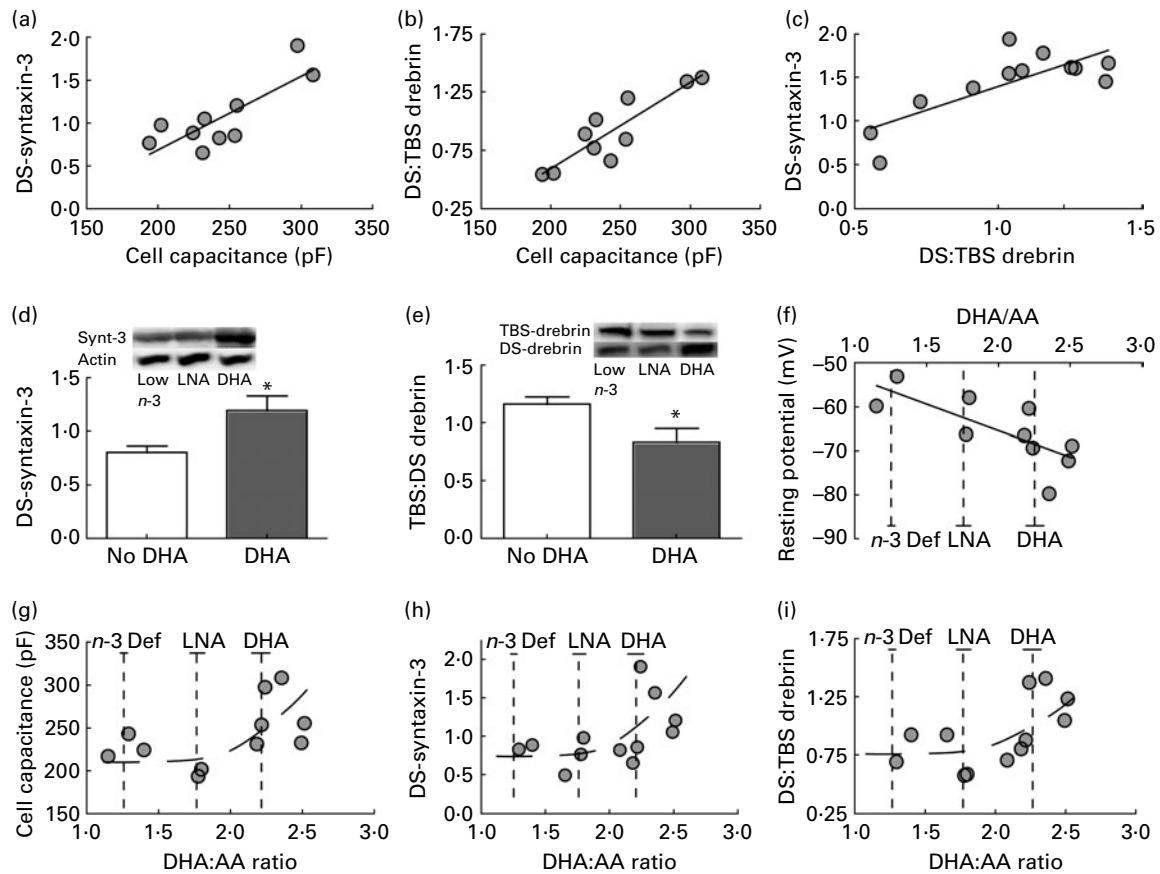 (a)
2·0
1·5
1·0
0·5
0
150 200 250 300 350
DS-syntaxin-3
Cell capacitance (pF)
(b)
1·75
1·25
0·75
0·25
150 200 250 300 350
DS:TBS drebrin
Cell capacitance (pF)
(c)
2·0
1·5
1·0
0·5
0
0·5 1·0 1·5
DS-syntaxin-3
DS:TBS drebrin
(d)
Synt-3
Actin
Low LNA DHA
n-3
1·5
1·0
0·5
0·0
*
DS-syntaxin-3
No DHA DHA
(e)
TBS-drebrin
DS-drebrin
Low LNA DHA
n-3
1·5
1·0
0·5
0·0
*
TBS:DS drebrin
No DHA DHA
(f)
DHA/AA
1·0 1·5 2·0 2·5 3·0
−50
−60
−70
−80
−90
Resting potential (mV)
n-3 Def LNA DHA
(g)
n-3 Def LNA DHA
350
300
250
200
150
1·0 1·5 2·0 2·5 3·0
Cell capacitance (pF)
DHA:AA ratio
(h)
n-3 Def LNA DHA
2·0
1·5
1·0
0·5
0·0
1·0 1·5 2·0 2·5 3·0
DS-syntaxin-3
DHA:AA ratio
(i)
n-3 Def LNA DHA
1·75
1·25
0·75
0·25
1·0 1·5 2·0 2·5 3·0
DS:TBS drebrin
DHA:AA ratio